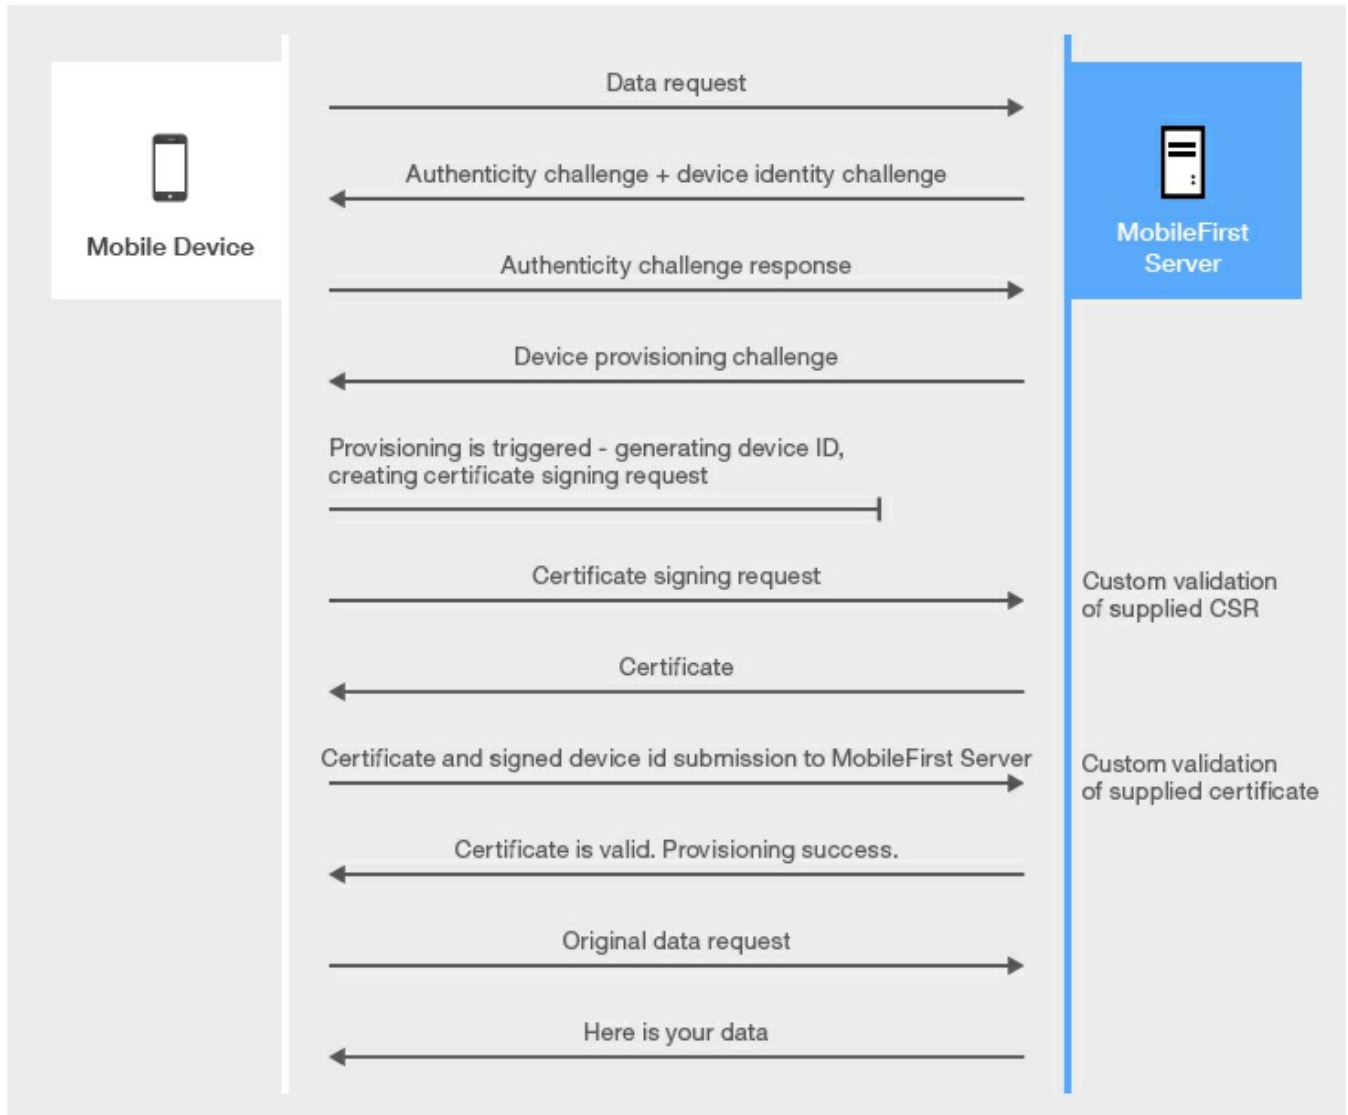 Data request
Authenticity challenge + device identity challenge
Mobile Device
MobileFirst
Server
Authenticity challenge response
Device provisioning challenge
Provisioning is triggered - generating device ID,
creating certificate signing request
Certificate signing request
Custom validation
of supplied CSR
Certificate
Certificate and signed device id submission to MobileFirst Server
Custom validation
of supplied certificate
Certificate is valid. Provisioning success.
Original data request
Here is your data